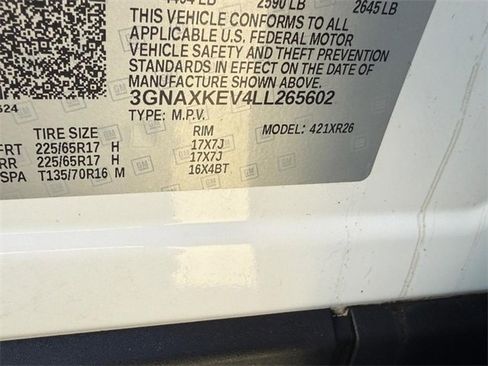 2590 LB 2645 LB
THIS VEHICLE CONFORMS TO ALL
APPLICABLE U.S. FEDERAL MOTOR
VEHICLE SAFETY AND THEFT PREVENTION
STANDARDS IN EFFECT ON THE DATE OF
MANUFACTURE SHOWN ABOVE.
3GNAXKEV4LL265602
TYPE: M.P.V. MODEL: 421XR26
TIRE SIZE RIM
FRT 225/65R17 H 17X7J
RR 225/65R17 H 17X7J
SPA T135/70R16 M 16X4BT